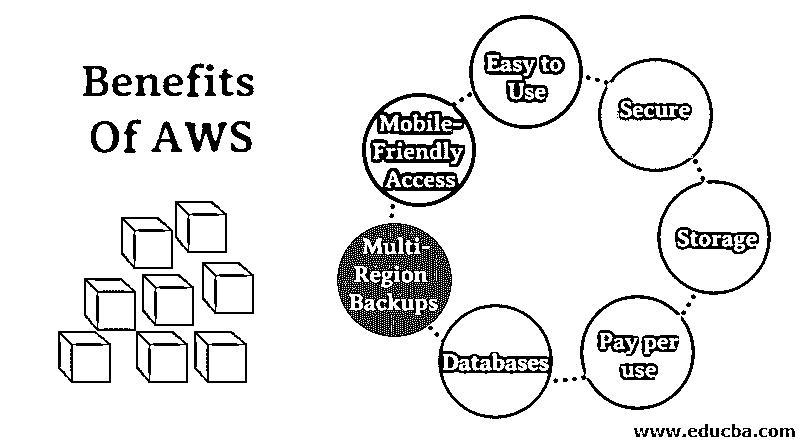 Benefits
Of AWS
Easy to
Use
Secure
Storage
Pay per
use
Databases
Multi-
Region
Backups
Mobile-
Friendly
Access
www.educba.com